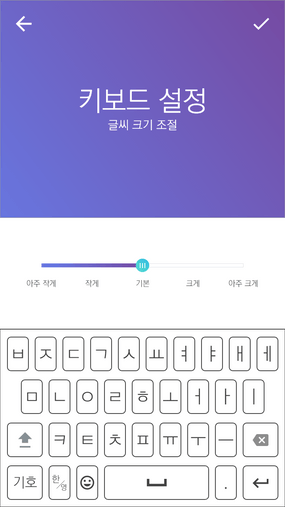 키보드 설정
글씨 크기 조절
아주 작게 작게 기본 크게 아주 크게
ㅂ ㅈ ㄷ ㄱ ㅅ ㅛ ㅕ ㅑ ㅐ ㅔ
ㅁ ㄴ ㅇ ㄹ ㅎ ㅗ ㅓ ㅏ ㅣ
ㅋ ㅌ ㅊ ㅍ ㅠ ㅜ ㅡ
기호 한/영 .